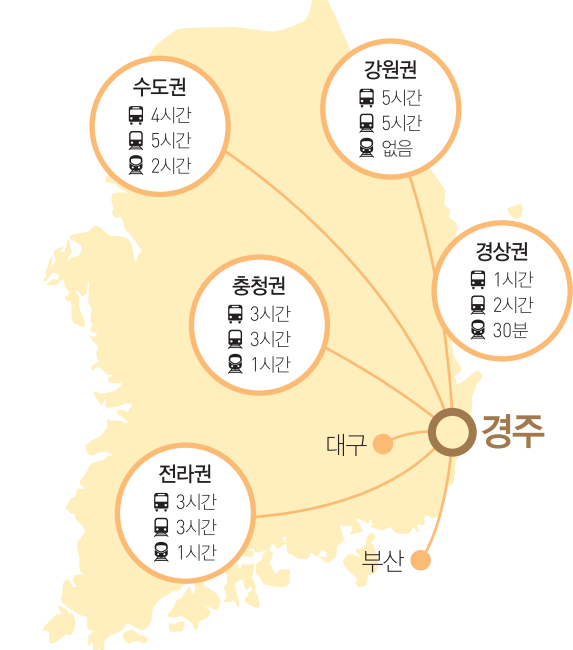 수도권
4시간
5시간
2시간
강원권
5시간
5시간
없음
경상권
1시간
2시간
30분
충청권
3시간
3시간
1시간
경주
대구
전라권
3시간
3시간
1시간
부산